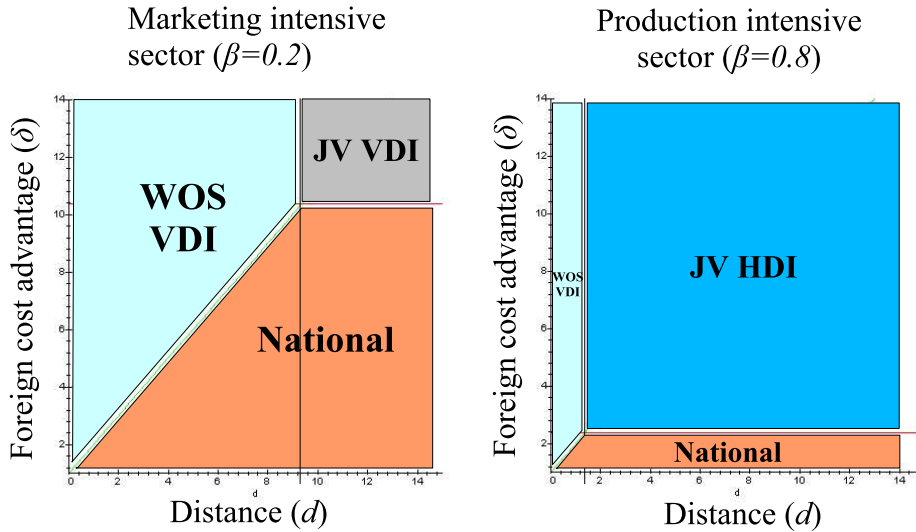 Marketing intensive
sector (β=0.2)
Foreign cost advantage (δ)
14
12
10
8
6
4
2
WOS
VDI
JV VDI
National
0 2 4 6 8 10 12 14
d
Distance (d)
Production intensive
sector (β=0.8)
Foreign cost advantage (δ)
14
12
10
8
6
4
2
WOS
VDI
JV HDI
National
0 2 4 6 8 10 12 14
d
Distance (d)